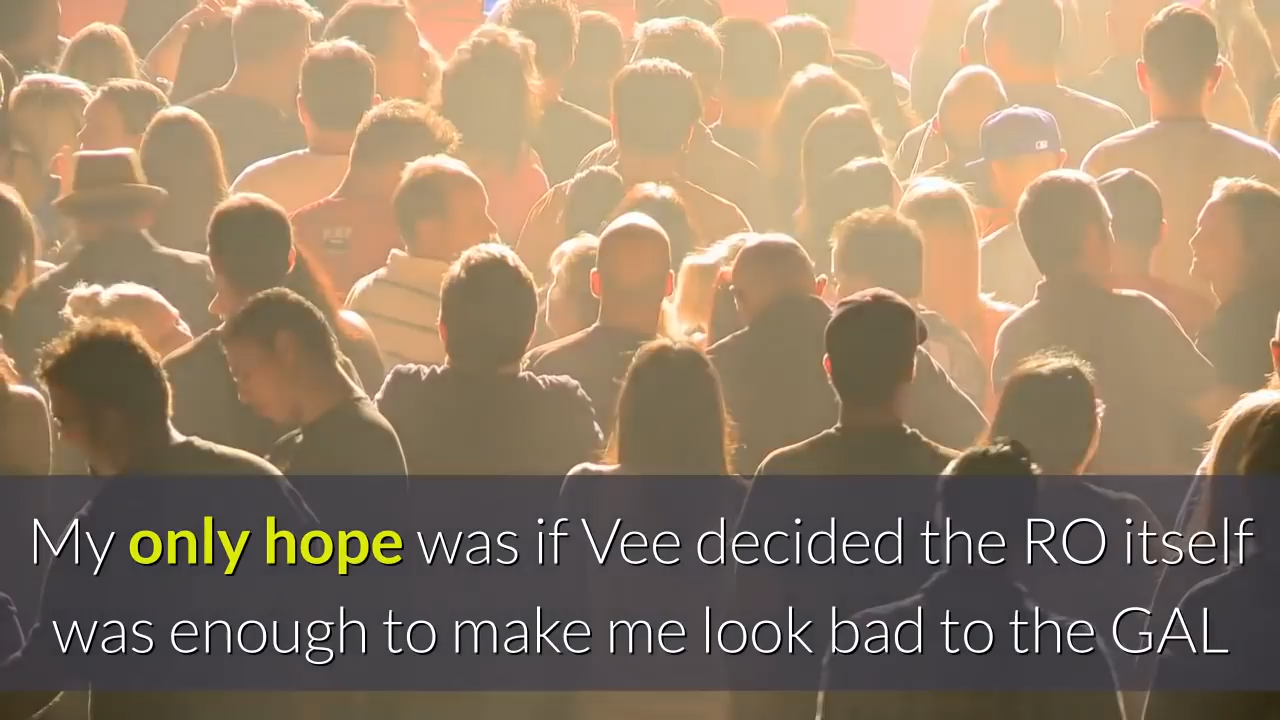 My only hope was if Vee decided the RO itself
was enough to make me look bad to the GAL